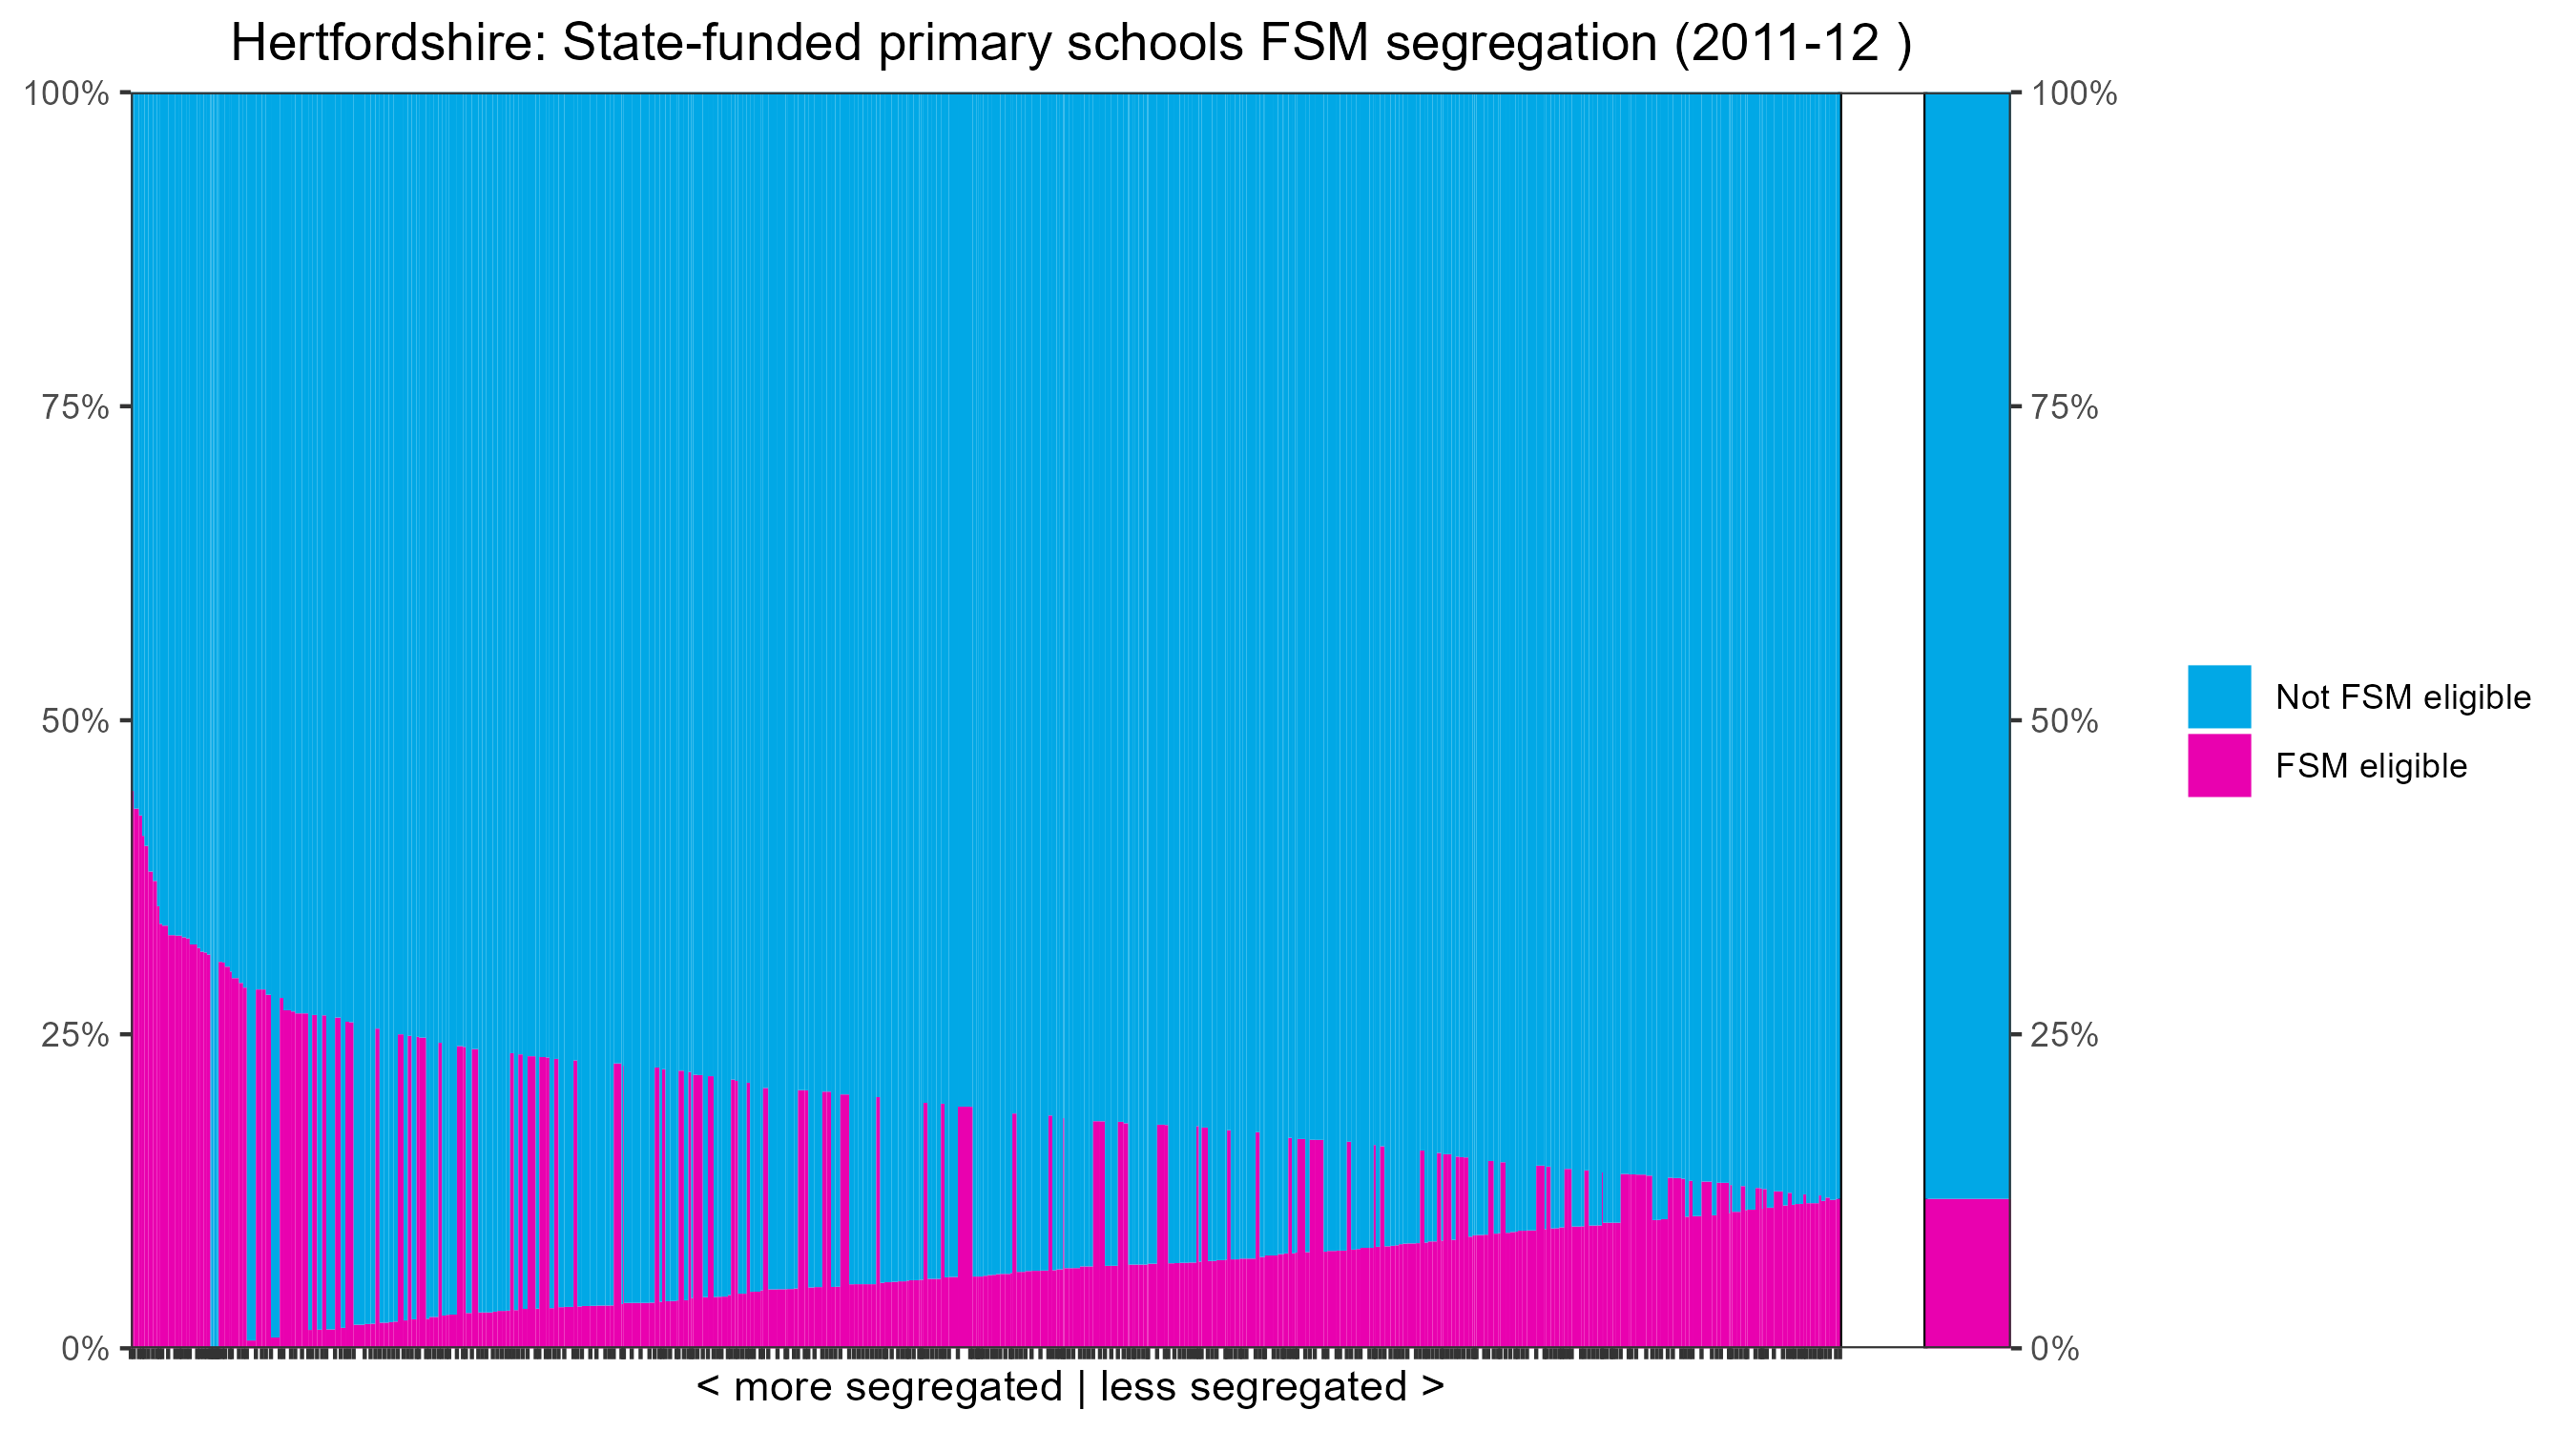 Hertfordshire: State-funded primary schools FSM segregation (2011-12 )
100%
75%
50%
25%
0%
100%
75%
50%
25%
0%
Not FSM eligible
FSM eligible
< more segregated | less segregated >